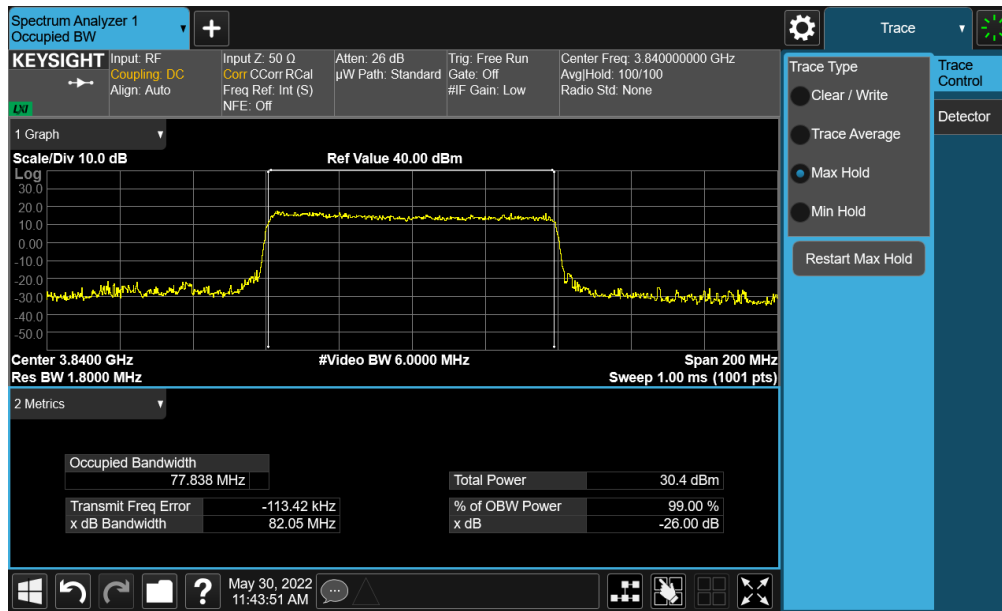 Spectrum Analyzer 1
Occupied BW
+
Trace
KEYSIGHT
LXI
Input: RF
Coupling: DC
Align: Auto
Input Z: 50 Ω
Corr CCorr RCal
Freq Ref: Int (S)
NFE: Off
Atten: 26 dB
µW Path: Standard
Trig: Free Run
Gate: Off
#IF Gain: Low
Center Freq: 3.840000000 GHz
Avg|Hold: 100/100
Radio Std: None
Trace Type
Clear / Write
Trace Average
Max Hold
Min Hold
Restart Max Hold
Trace
Control
Detector
1 Graph
Scale/Div 10.0 dB
Ref Value 40.00 dBm
Log
30.0
20.0
10.0
0.00
-10.0
-20.0
-30.0
-40.0
-50.0
Center 3.8400 GHz
#Video BW 6.0000 MHz
Span 200 MHz
Res BW 1.8000 MHz
Sweep 1.00 ms (1001 pts)
2 Metrics
Occupied Bandwidth
77.838 MHz
Total Power 30.4 dBm
Transmit Freq Error -113.42 kHz
% of OBW Power 99.00 %
x dB Bandwidth 82.05 MHz
x dB -26.00 dB
?
May 30, 2022
11:43:51 AM